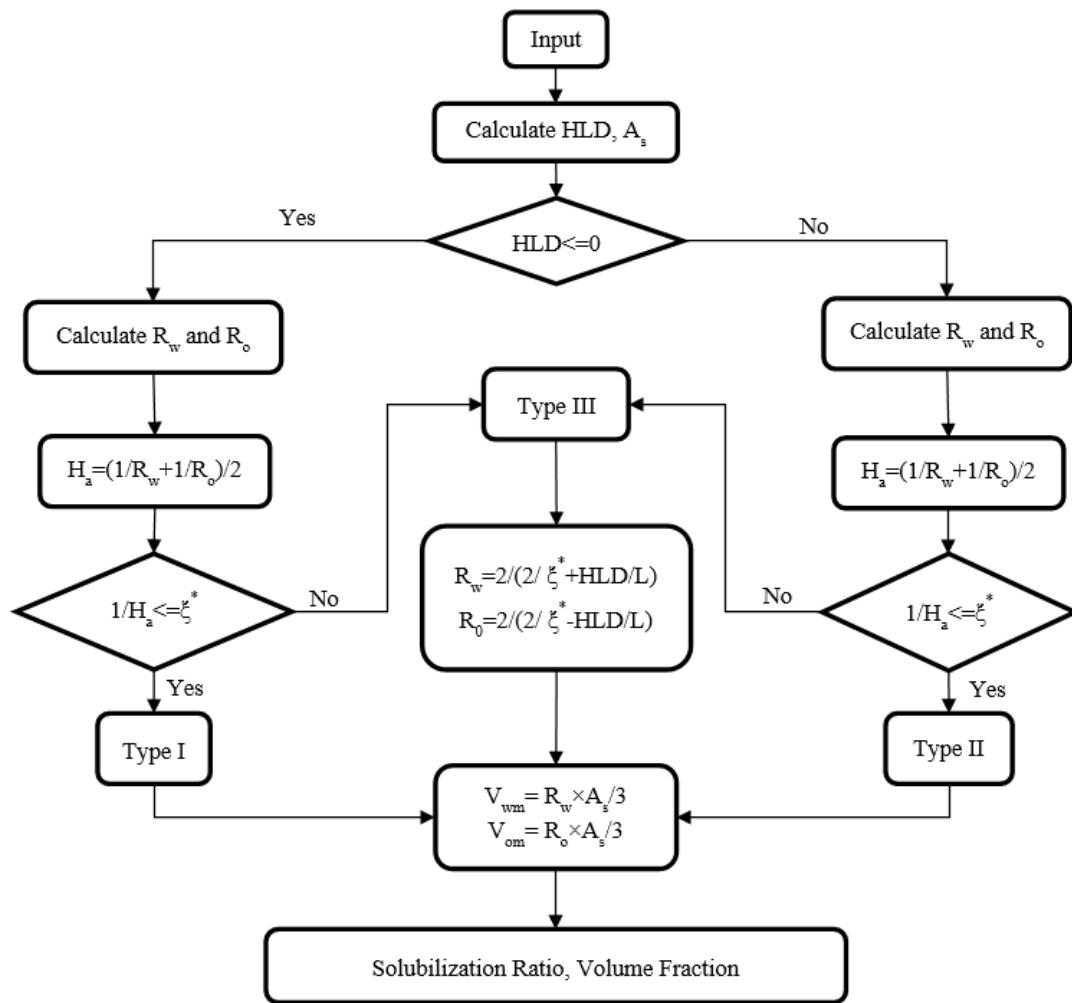 Input
Calculate HLD, Aₛ
Yes
No
HLD<=0
Calculate R_w and R_o
Calculate R_w and R_o
Type III
H_a=(1/R_w+1/R_o)/2
H_a=(1/R_w+1/R_o)/2
R_w=2/(2/ ξ*+HLD/L)
R_0=2/(2/ ξ*-HLD/L)
1/H_a<=ξ*
No
No
1/H_a<=ξ*
Yes
Yes
Type I
Type II
V_wm= R_w×A_s/3
V_om= R_o×A_s/3
Solubilization Ratio, Volume Fraction